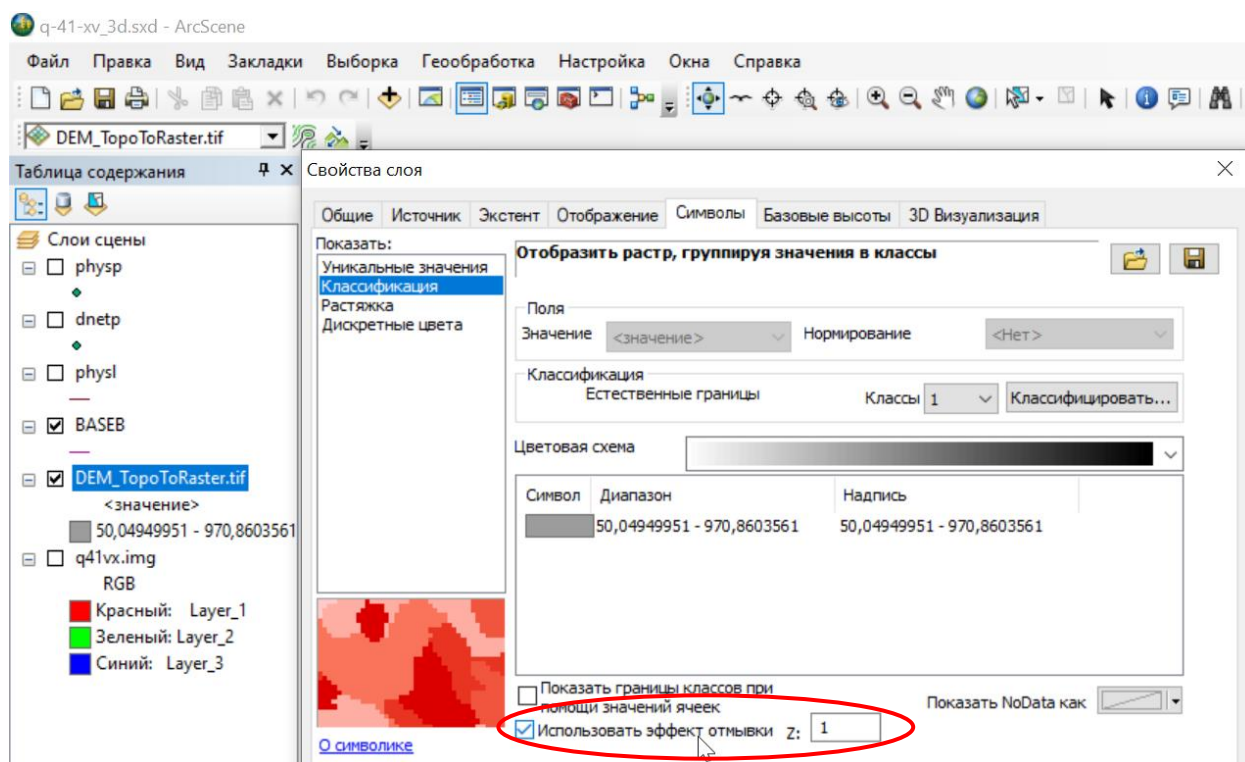 q-41-xv_3d.sxd - ArcScene
Файл Правка Вид Закладки Выборка Геообработка Настройка Окна Справка
DEM_TopoToRaster.tif
Таблица содержания
Слои сцены
physp
dnetp
physl
BASEB
DEM_TopoToRaster.tif
<значение>
50,04949951 - 970,8603561
q41vx.img
RGB
Красный: Layer_1
Зеленый: Layer_2
Синий: Layer_3
Свойства слоя
Общие Источник Экстент Отображение Символы Базовые высоты 3D Визуализация
Показать:
Уникальные значения
Классификация
Растяжка
Дискретные цвета
О символике
Отобразить растр, группируя значения в классы
Поля
Значение <значение> Нормирование <Нет>
Классификация
Естественные границы Классы 1 Классифицировать...
Цветовая схема
Символ Диапазон Надпись
50,04949951 - 970,8603561 50,04949951 - 970,8603561
Показать границы классов при
помощи значений ячеек
Показать NoData как
Использовать эффект отмывки Z: 1